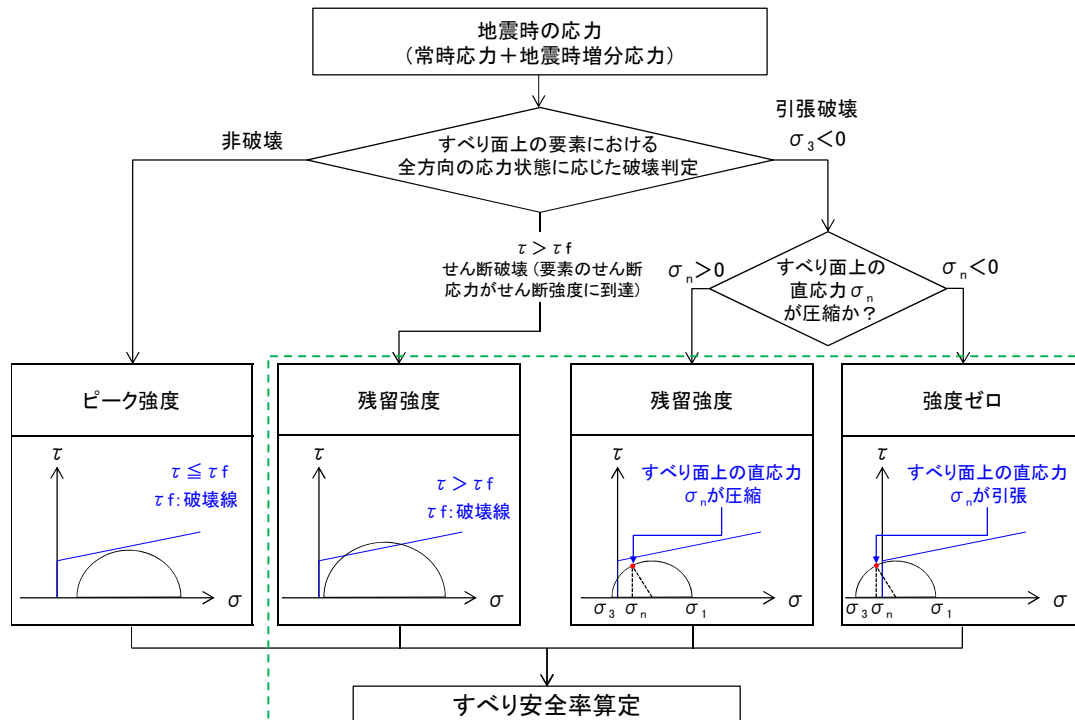 地震時の応力
（常時応力＋地震時増分応力）
非破壊
すべり面上の要素における
全方向の応力状態に応じた破壊判定
引張破壊
σ₃＜0
τ＞τf
せん断破壊（要素のせん断
応力がせん断強度に到達）
σₙ＞0
すべり面上の
直応力σₙ
が圧縮か？
σₙ＜0
ピーク強度
τ
τ≦τf
τf：破壊線
σ
残留強度
τ
τ＞τf
τf：破壊線
σ
残留強度
τ
すべり面上の直応力
σₙが圧縮
σ₃
σₙ
σ₁
σ
強度ゼロ
τ
すべり面上の直応力
σₙが引張
σ₃
σₙ
σ₁
σ
すべり安全率算定